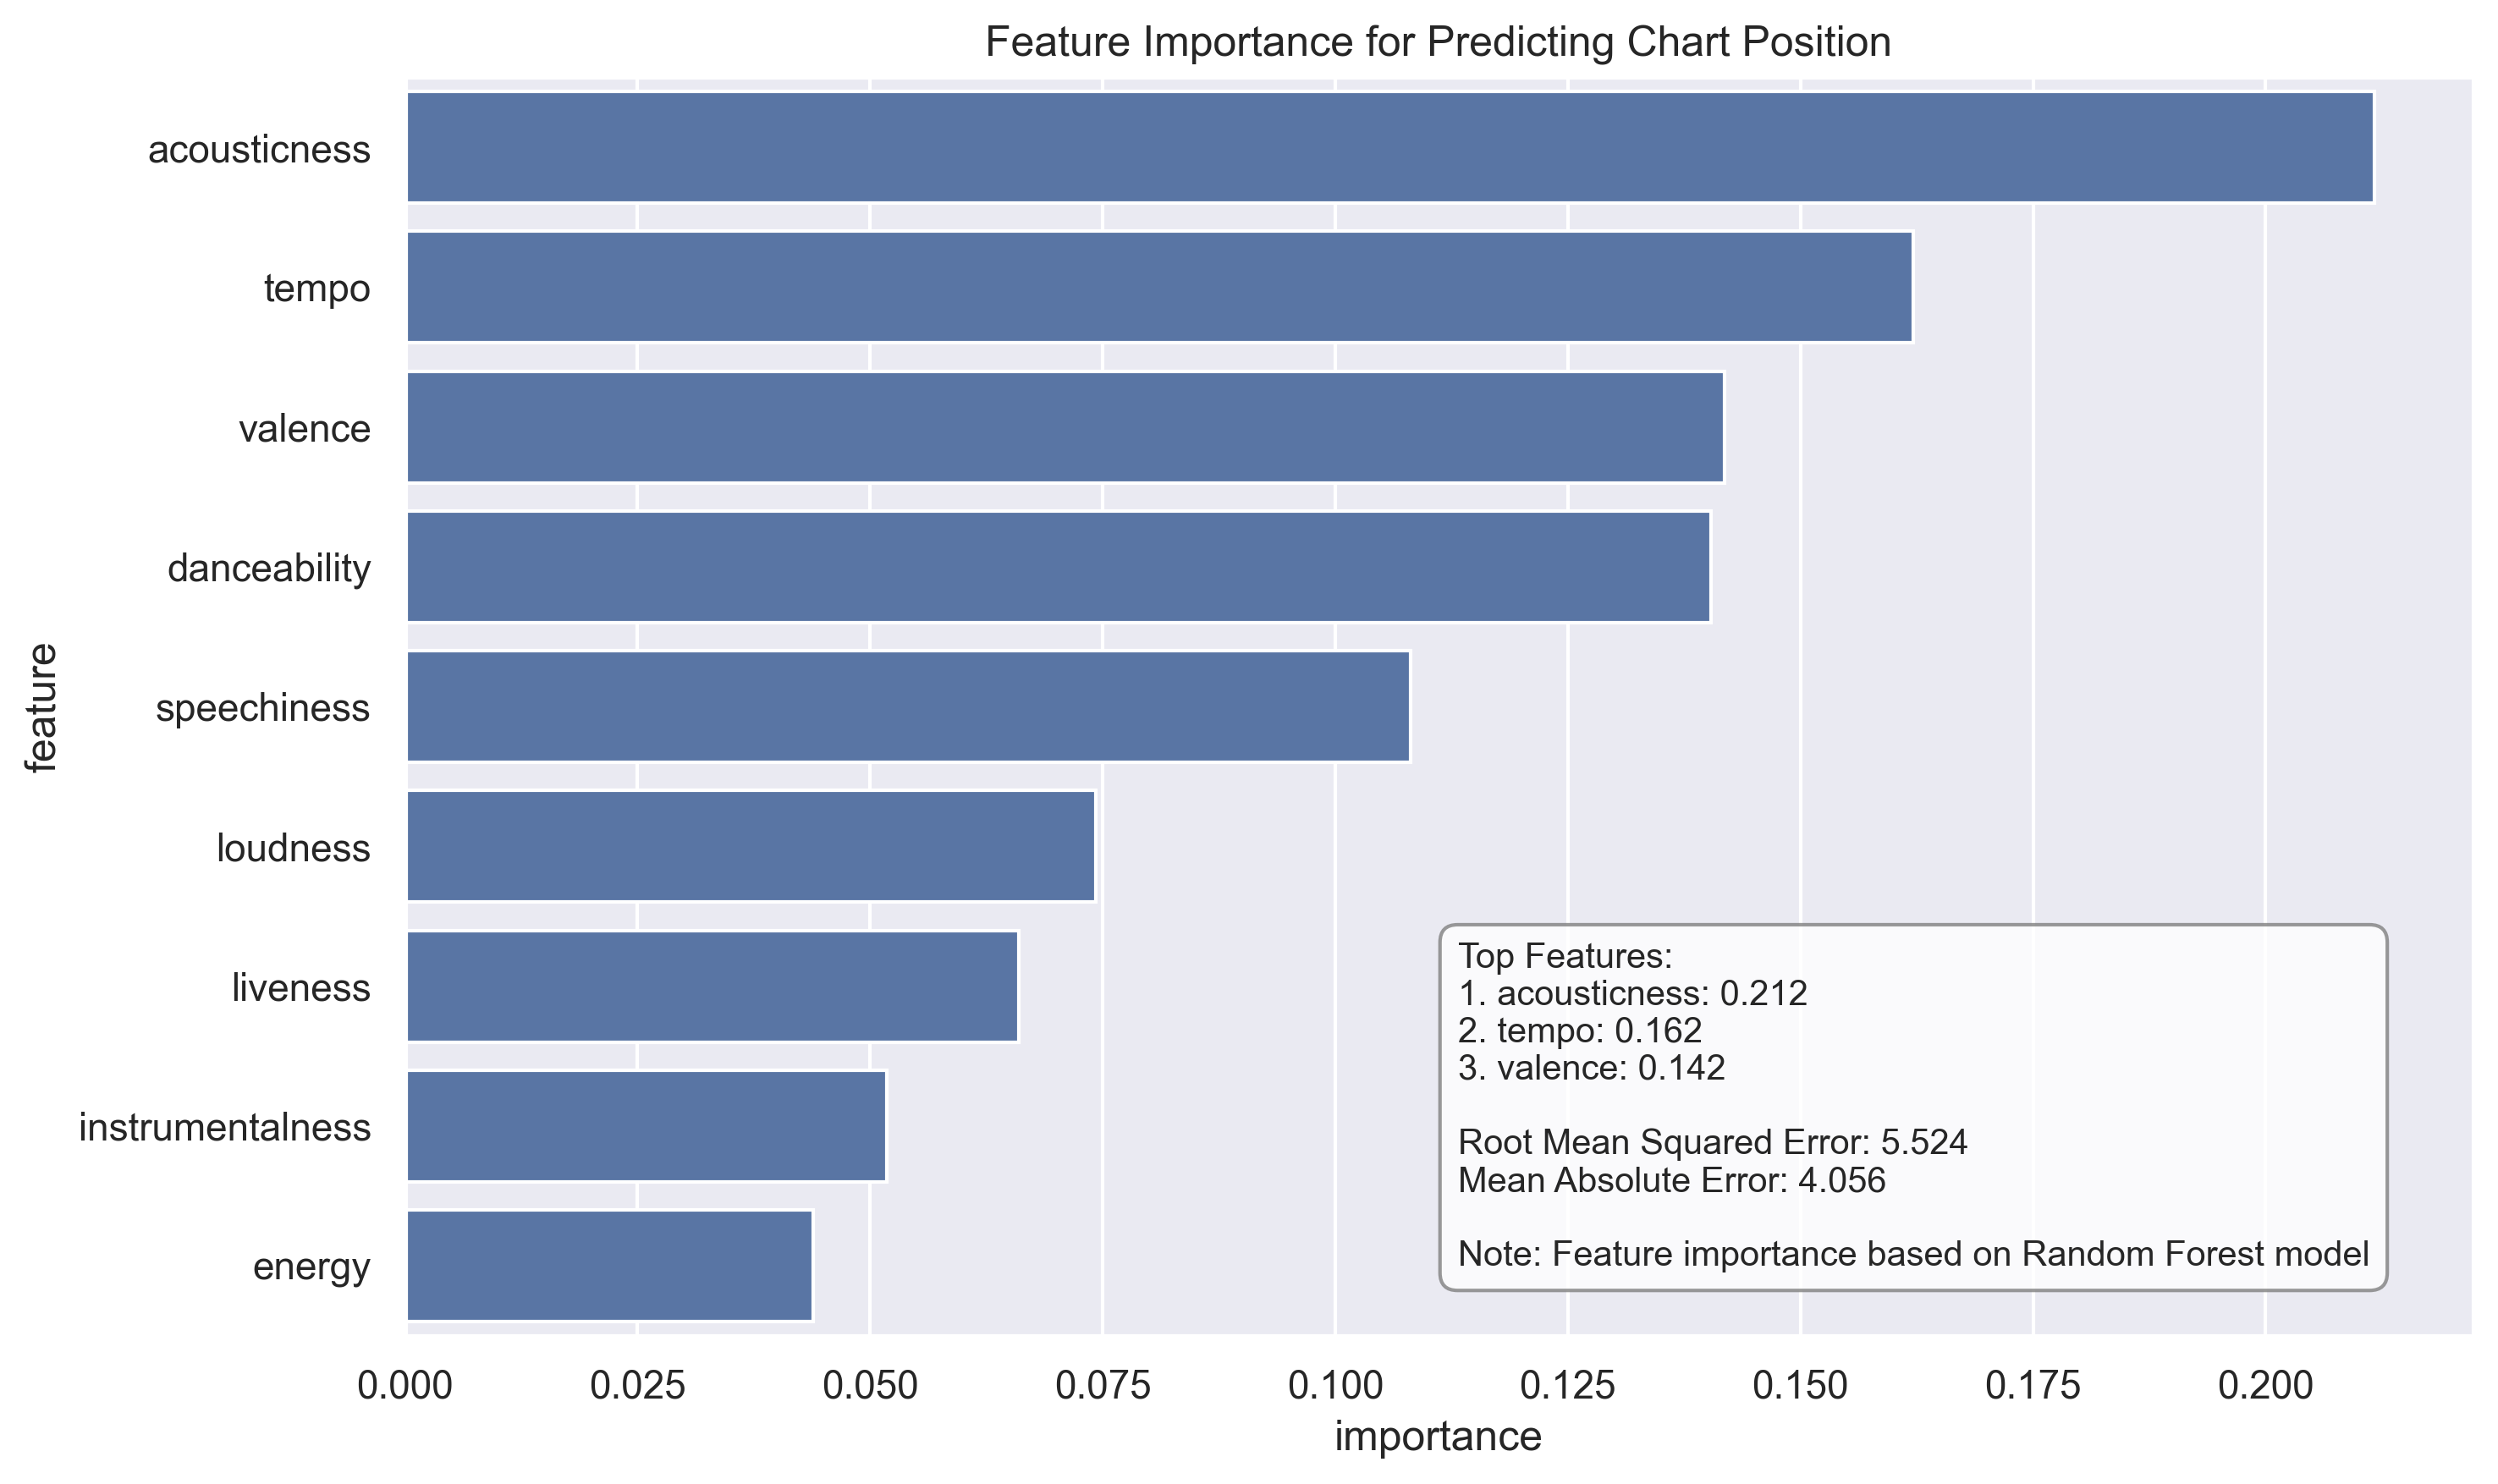 Feature Importance for Predicting Chart Position
acousticness
tempo
valence
danceability
speechiness
loudness
liveness
instrumentalness
energy
feature
Top Features:
1. acousticness: 0.212
2. tempo: 0.162
3. valence: 0.142
Root Mean Squared Error: 5.524
Mean Absolute Error: 4.056
Note: Feature importance based on Random Forest model
0.000 0.025 0.050 0.075 0.100 0.125 0.150 0.175 0.200
importance